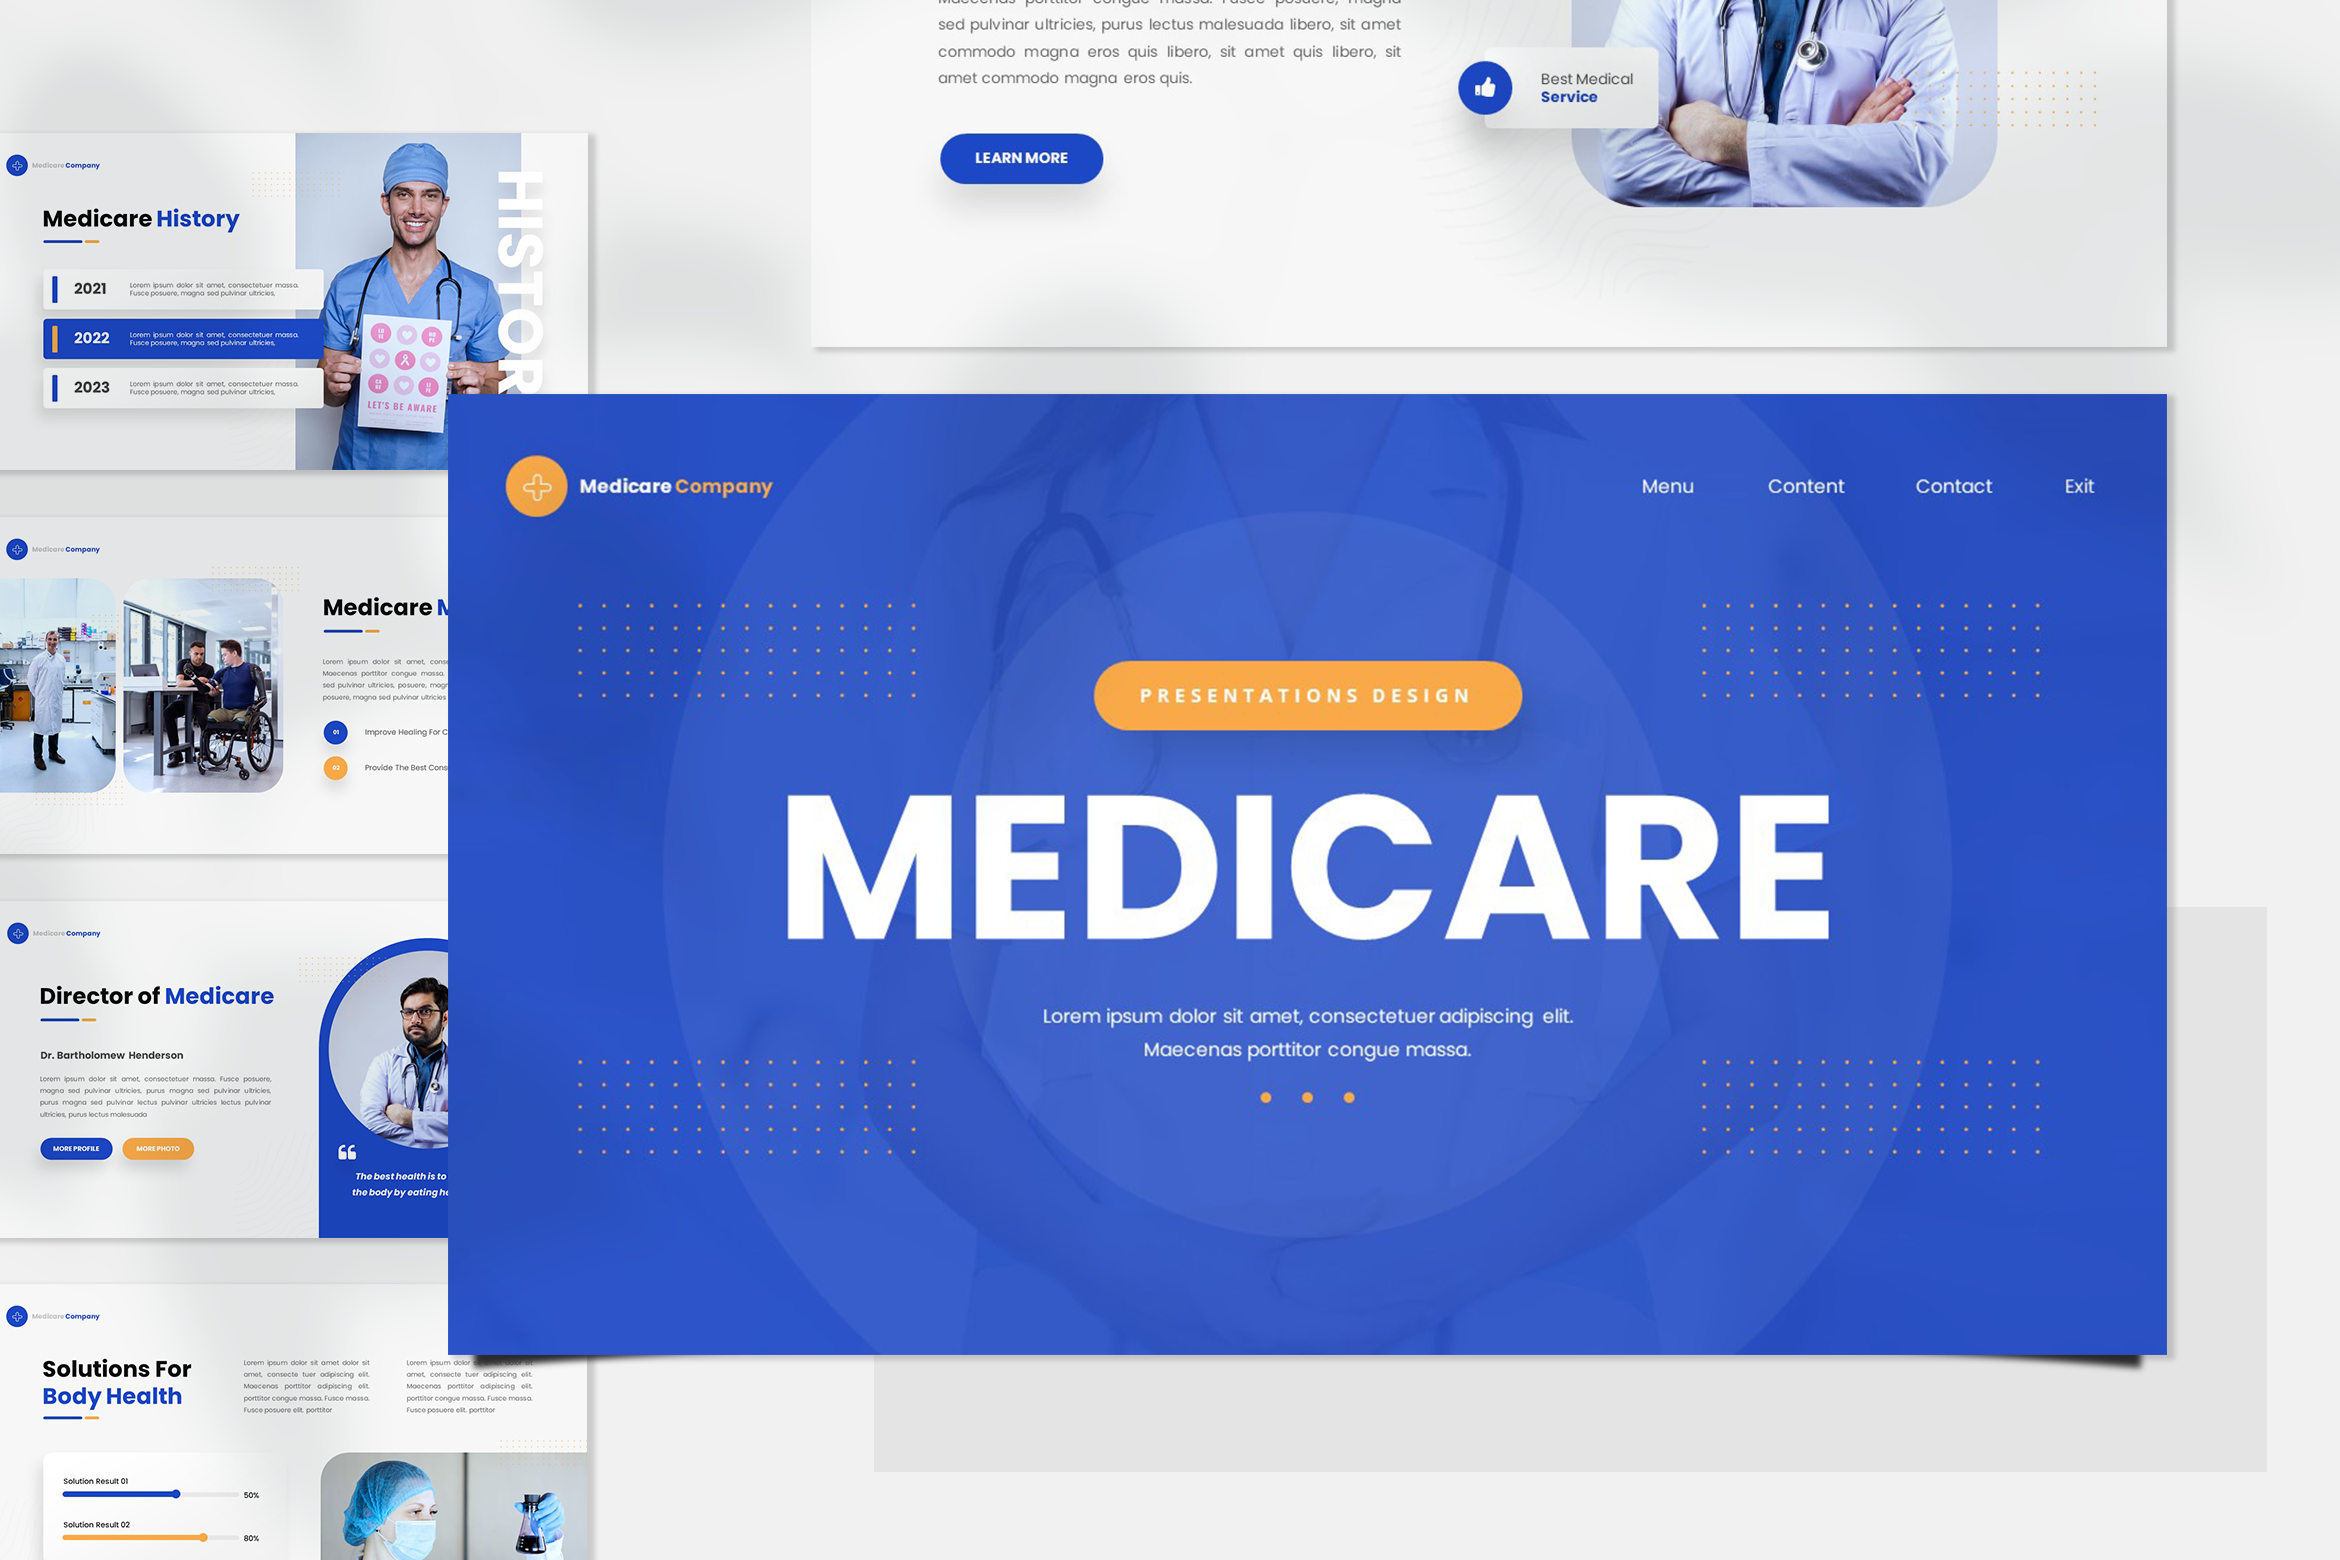 Maecenas porttitor congue massa. Fusce posuere, magna
sed pulvinar ultricies, purus lectus malesuada libero, sit amet
commodo magna eros quis libero, sit amet quis libero, sit
amet commodo magna eros quis.
LEARN MORE
Best Medical
Service
Medicare Company
Medicare History
2021
Lorem ipsum dolor sit amet, consectetuer massa.
Fusce posuere, magna sed pulvinar ultricies,
2022
Lorem ipsum dolor sit amet, consectetuer massa.
Fusce posuere, magna sed pulvinar ultricies,
2023
Lorem ipsum dolor sit amet, consectetuer massa.
Fusce posuere, magna sed pulvinar ultricies,
HISTOR
LO
VE
HO
PE
CA
RE
LI
FE
LET'S BE AWARE
Medicare Company
Medicare M
Lorem ipsum dolor sit amet, conse
Maecenas porttitor congue massa.
sed pulvinar ultricies, posuere, magn
posuere, magna sed pulvinar ultricies
01
Improve Healing For C
02
Provide The Best Cons
Medicare Company
Director of Medicare
Dr. Bartholomew Henderson
Lorem ipsum dolor sit amet, consectetuer massa. Fusce posuere,
magna sed pulvinar ultricies, purus magna sed pulvinar ultricies,
purus magna sed pulvinar lectus pulvinar ultricies lectus pulvinar
ultricies, purus lectus malesuada
MORE PROFILE
MORE PHOTO
The best health is to
the body by eating he
Medicare Company
Solutions For
Body Health
Lorem ipsum dolor sit amet dolor sit
amet, consecte tuer adipiscing elit.
Maecenas porttitor adipiscing elit.
porttitor congue massa. Fusce massa.
Fusce posuere elit. porttitor
Lorem ipsum dolor sit amet dolor sit
amet, consecte tuer adipiscing elit.
Maecenas porttitor adipiscing elit.
porttitor congue massa. Fusce massa.
Fusce posuere elit. porttitor
Solution Result 01
50%
Solution Result 02
80%
Medicare Company
Menu Content Contact Exit
PRESENTATIONS DESIGN
MEDICARE
Lorem ipsum dolor sit amet, consectetuer adipiscing elit.
Maecenas porttitor congue massa.